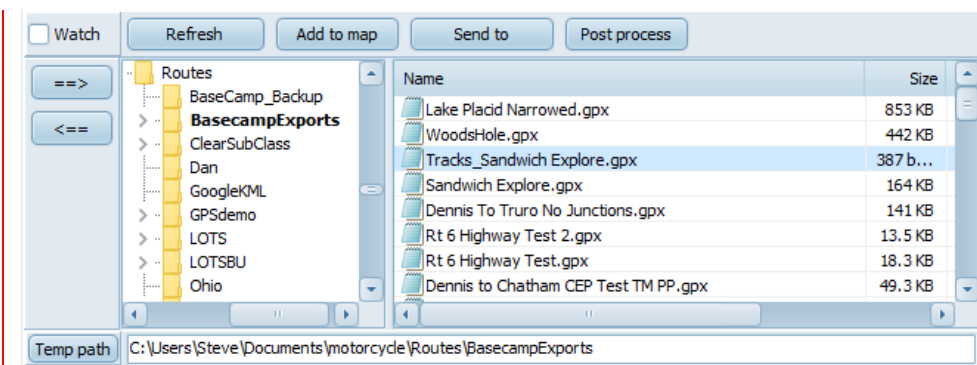 Watch Refresh Add to map Send to Post process
==>
<==
Routes
BaseCamp_Backup
BasecampExports
ClearSubClass
Dan
GoogleKML
GPSdemo
LOTS
LOTSBU
Ohio
Name Size
Lake Placid Narrowed.gpx 853 KB
WoodsHole.gpx 442 KB
Tracks_Sandwich Explore.gpx 387 b...
Sandwich Explore.gpx 164 KB
Dennis To Truro No Junctions.gpx 141 KB
Rt 6 Highway Test 2.gpx 13.5 KB
Rt 6 Highway Test.gpx 18.3 KB
Dennis to Chatham CEP Test TM PP.gpx 49.3 KB
Temp path C:\Users\Steve\Documents\motorcycle\Routes\BasecampExports